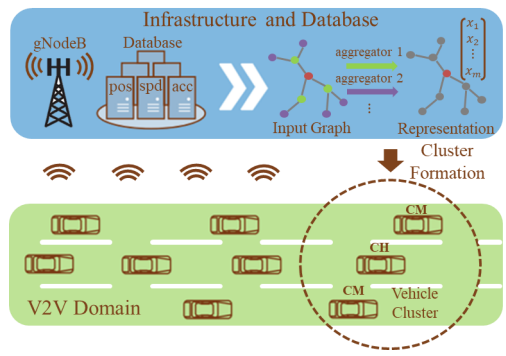 Infrastructure and Database
gNodeB
Database
pos spd acc
aggregator 1
aggregator 2
⋮
Input Graph
Representation
x₁
x₂
⋮
xₘ
Cluster
Formation
CM
CH
CM
Vehicle
Cluster
V2V Domain